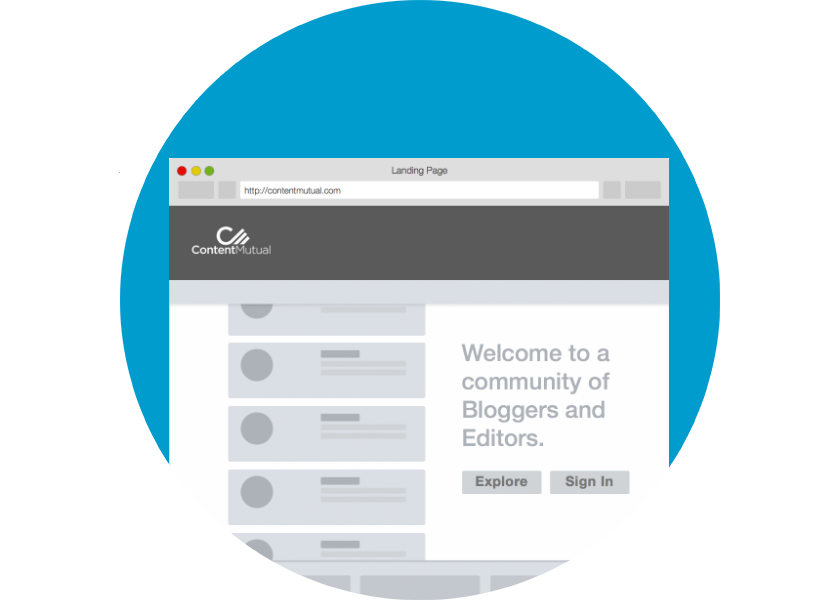 Landing Page
http://contentmutual.com
ContentMutual
Welcome to a
community of
Bloggers and
Editors.
Explore
Sign In